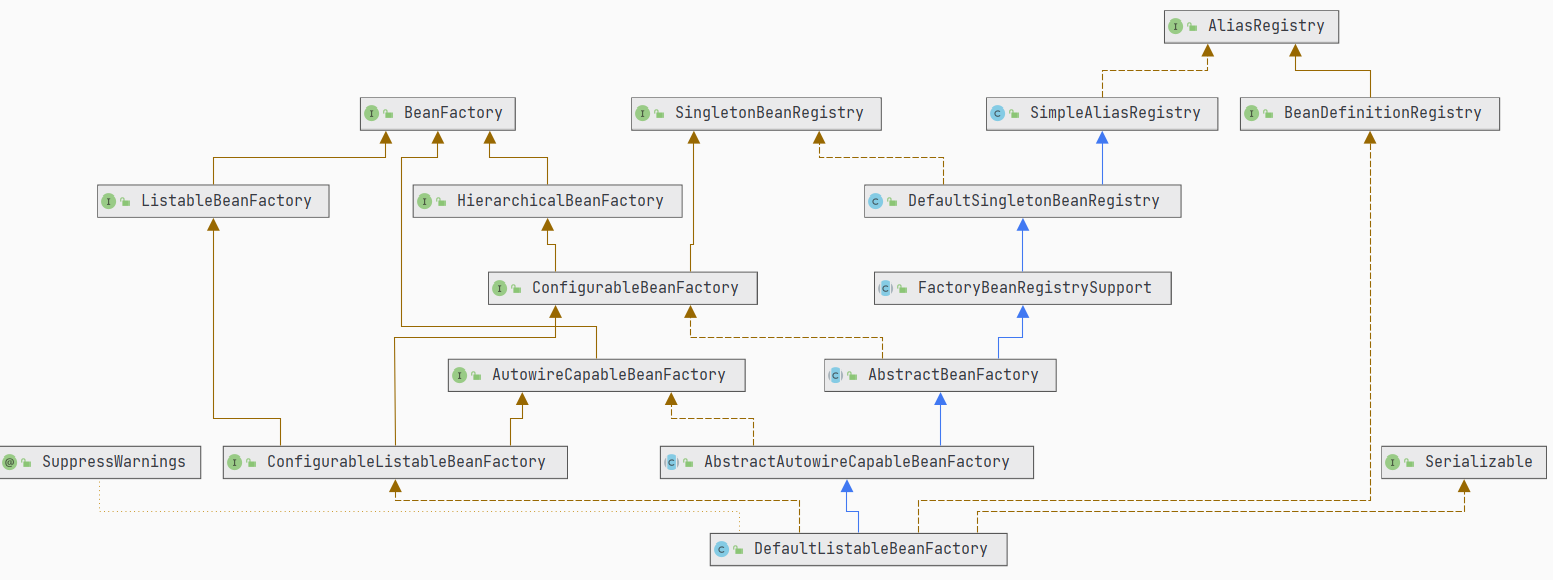 I AliasRegistry
I BeanFactory
I SingletonBeanRegistry
C SimpleAliasRegistry
I BeanDefinitionRegistry
I ListableBeanFactory
I HierarchicalBeanFactory
C DefaultSingletonBeanRegistry
I ConfigurableBeanFactory
C FactoryBeanRegistrySupport
I AutowireCapableBeanFactory
C AbstractBeanFactory
@ SuppressWarnings
I ConfigurableListableBeanFactory
C AbstractAutowireCapableBeanFactory
I Serializable
C DefaultListableBeanFactory